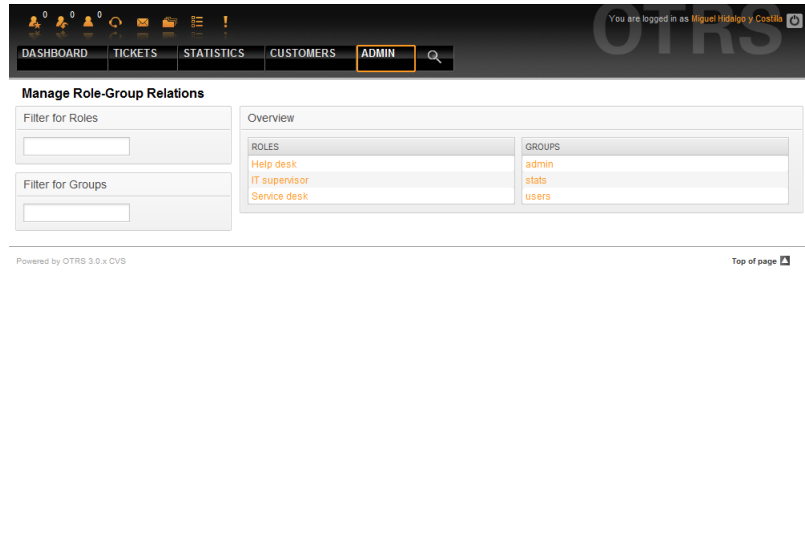 0 0 0
You are logged in as Miguel Hidalgo y Costilla
OTRS
DASHBOARD TICKETS STATISTICS CUSTOMERS ADMIN
Manage Role-Group Relations
Filter for Roles
Filter for Groups
Overview
ROLES GROUPS
Help desk admin
IT supervisor stats
Service desk users
Powered by OTRS 3.0.x CVS
Top of page